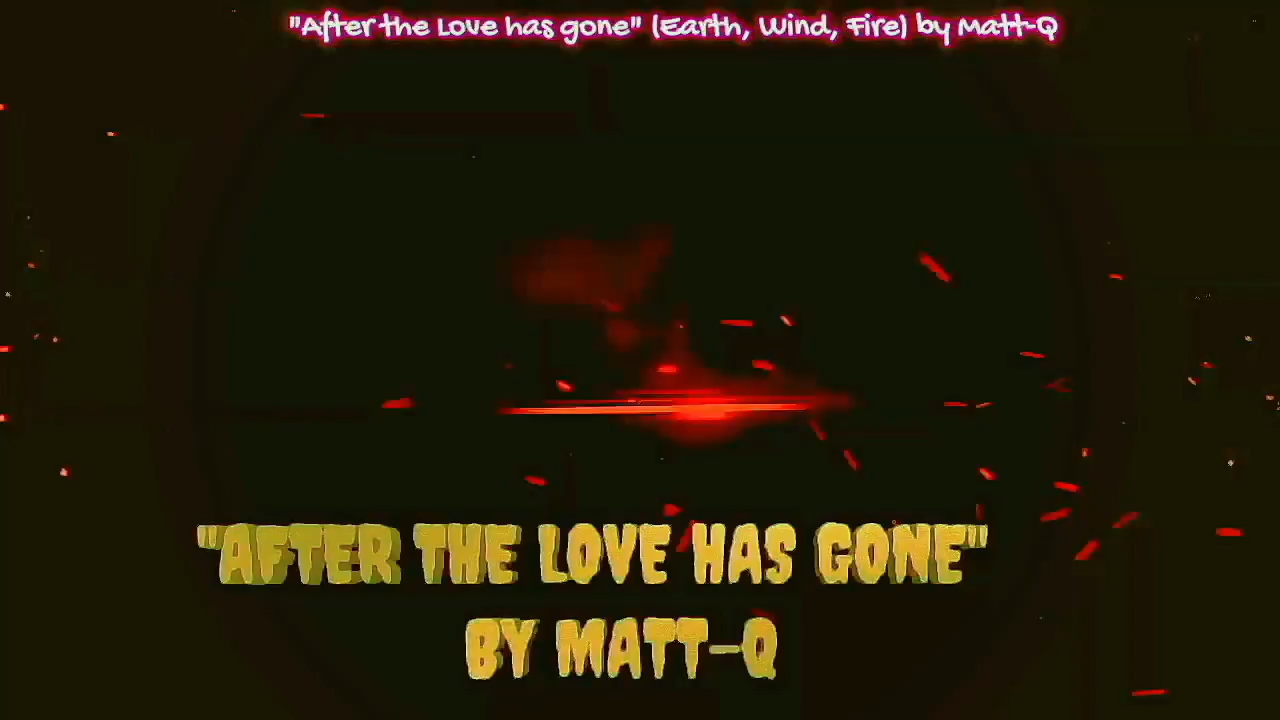 "After the Love has gone" (Earth, Wind, Fire) by Matt-Q
"AFTER THE LOVE HAS GONE"
BY MATT-Q